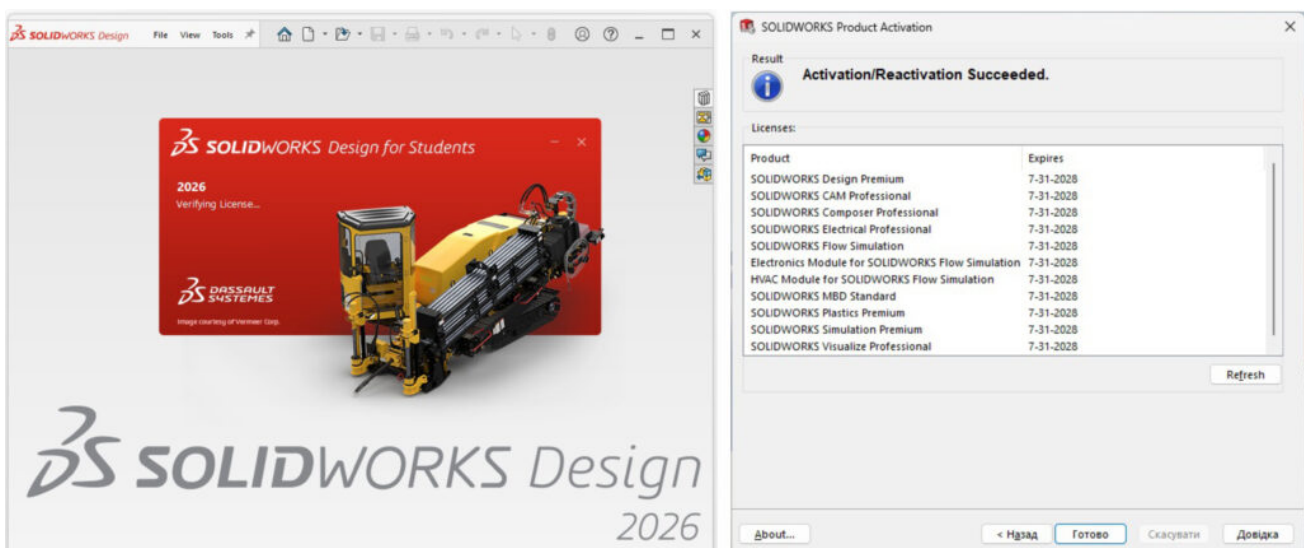 SOLIDWORKS Design File View Tools
SOLIDWORKS Design for Students
2026
Verifying License...
DASSAULT
SYSTEMES
Image courtesy of Vermeer Corp.
SOLIDWORKS Design
2026
SOLIDWORKS Product Activation
Result
Activation/Reactivation Succeeded.
Licenses:
Product Expires
SOLIDWORKS Design Premium 7-31-2028
SOLIDWORKS CAM Professional 7-31-2028
SOLIDWORKS Composer Professional 7-31-2028
SOLIDWORKS Electrical Professional 7-31-2028
SOLIDWORKS Flow Simulation 7-31-2028
Electronics Module for SOLIDWORKS Flow Simulation 7-31-2028
HVAC Module for SOLIDWORKS Flow Simulation 7-31-2028
SOLIDWORKS MBD Standard 7-31-2028
SOLIDWORKS Plastics Premium 7-31-2028
SOLIDWORKS Simulation Premium 7-31-2028
SOLIDWORKS Visualize Professional 7-31-2028
Refresh
About... < Назад Готово Скасувати Довідка